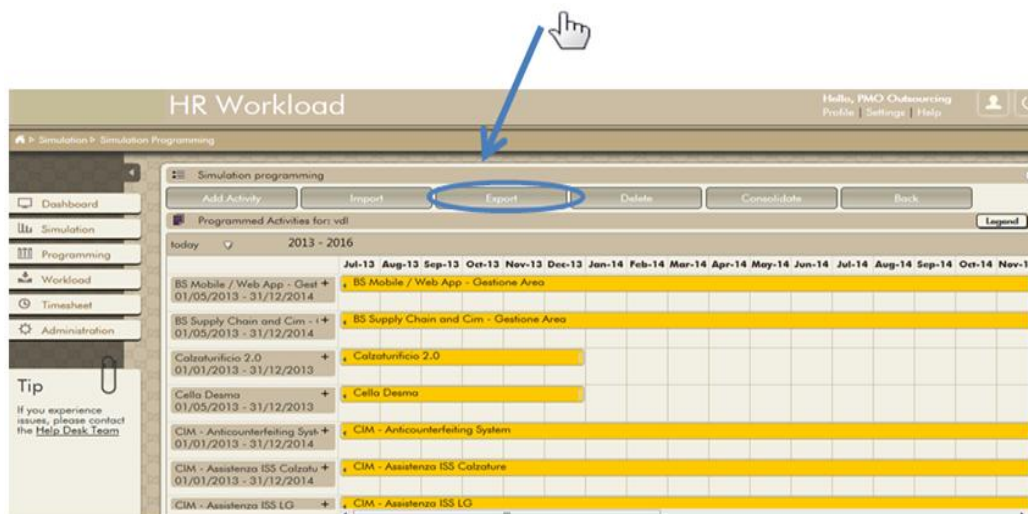 HR Workload
Hello, PMO Outsourcing
Profile | Settings | Help
Simulation Simulation Programming
Simulation programming
Add Activity Import Export Delete Consolidate Back
Programmed Activities for: vdl
Legend
Dashboard
Simulation
Programming
Workload
Timesheet
Administration
Tip
If you experience
issues, please contact
the Help Desk Team
today 2013 - 2016
Jul-13 Aug-13 Sep-13 Oct-13 Nov-13 Dec-13 Jan-14 Feb-14 Mar-14 Apr-14 May-14 Jun-14 Jul-14 Aug-14 Sep-14 Oct-14 Nov-1
BS Mobile / Web App - Gest + BS Mobile / Web App - Gestione Area
01/05/2013 - 31/12/2014
BS Supply Chain and Cim - + BS Supply Chain and Cim - Gestione Area
01/05/2013 - 31/12/2014
Calzaturificio 2.0 + Calzaturificio 2.0
01/01/2013 - 31/12/2013
Cella Desma + Cella Desma
01/05/2013 - 31/12/2013
CIM - Anticounterfeiting Syst + CIM - Anticounterfeiting System
01/01/2013 - 31/12/2014
CIM - Assistenza ISS Calzatu + CIM - Assistenza ISS Calzature
01/01/2013 - 31/12/2014
CIM - Assistenza ISS LG + CIM - Assistenza ISS LG